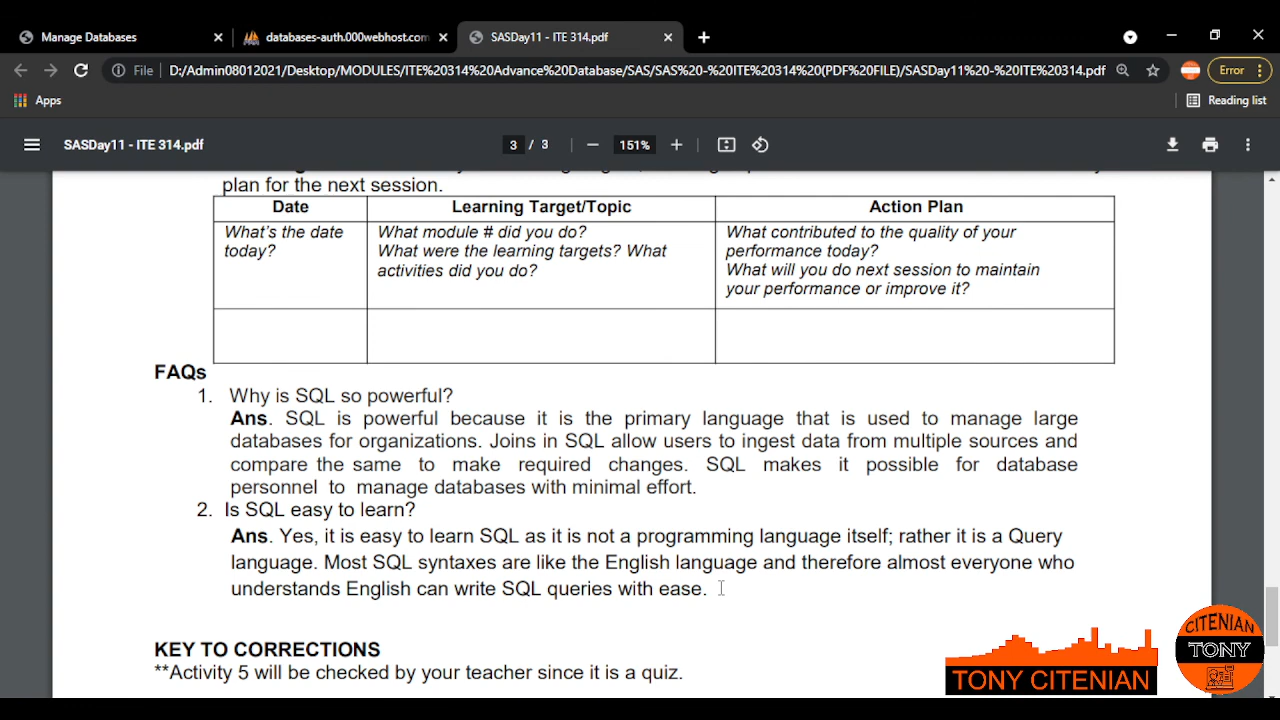 Manage Databases
databases-auth.000webhost.com
SASDay11 - ITE 314.pdf
File
D:/Admin08012021/Desktop/MODULES/ITE%20314%20Advance%20Database/SAS/SAS%20-%20ITE%20314%20(PDF%20FILE)/SASDay11%20-%20ITE%20314.pdf
Error
Apps
Reading list
SASDay11 - ITE 314.pdf
3 / 3
151%
plan for the next session.
Date
Learning Target/Topic
Action Plan
What's the date
today?
What module # did you do?
What were the learning targets? What
activities did you do?
What contributed to the quality of your
performance today?
What will you do next session to maintain
your performance or improve it?
FAQs
1. Why is SQL so powerful?
Ans. SQL is powerful because it is the primary language that is used to manage large
databases for organizations. Joins in SQL allow users to ingest data from multiple sources and
compare the same to make required changes. SQL makes it possible for database
personnel to manage databases with minimal effort.
2. Is SQL easy to learn?
Ans. Yes, it is easy to learn SQL as it is not a programming language itself; rather it is a Query
language. Most SQL syntaxes are like the English language and therefore almost everyone who
understands English can write SQL queries with ease.
KEY TO CORRECTIONS
**Activity 5 will be checked by your teacher since it is a quiz.
TONY CITENIAN
CITENIAN
TONY